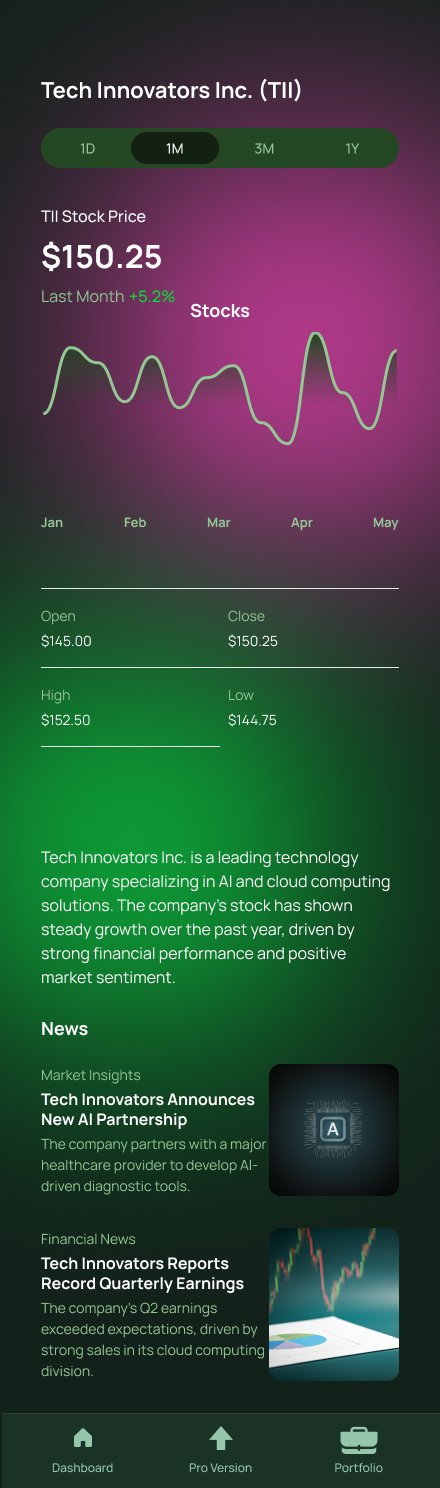 Tech Innovators Inc. (TII)
1D 1M 3M 1Y
TII Stock Price
$150.25
Last Month +5.2%
Stocks
Jan Feb Mar Apr May
Open Close
$145.00 $150.25
High Low
$152.50 $144.75
Tech Innovators Inc. is a leading technology
company specializing in AI and cloud computing
solutions. The company's stock has shown
steady growth over the past year, driven by
strong financial performance and positive
market sentiment.
News
Market Insights
Tech Innovators Announces
New AI Partnership
The company partners with a major
healthcare provider to develop AI-
driven diagnostic tools.
A
Financial News
Tech Innovators Reports
Record Quarterly Earnings
The company's Q2 earnings
exceeded expectations, driven by
strong sales in its cloud computing
division.
Dashboard Pro Version Portfolio